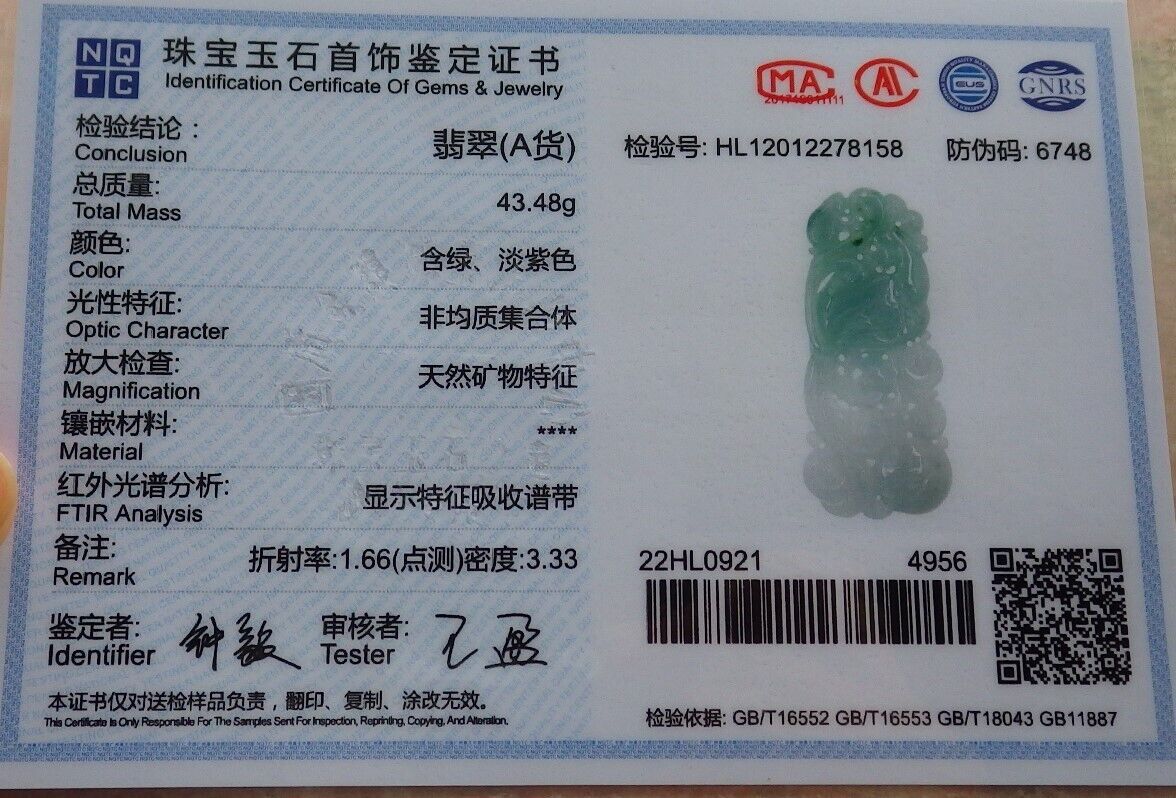 NQ
TC
珠宝玉石首饰鉴定证书
Identification Certificate Of Gems & Jewelry
MA
201719011111
AL
EUS
GNRS
检验结论:
翡翠(A货)
Conclusion
总质量:
43.48g
Total Mass
颜色:
含绿、淡紫色
Color
光性特征:
非均质集合体
Optic Character
放大检查:
天然矿物特征
Magnification
镶嵌材料:
****
Material
红外光谱分析:
显示特征吸收谱带
FTIR Analysis
备注:
折射率:1.66(点测)密度:3.33
Remark
鉴定者:
审核者:
Identifier
Tester
本证书仅对送检样品负责，翻印、复制、涂改无效。
This Certificate Is Only Responsible For The Samples Sent For Inspection, Reprinting, Copying, And Alteration.
检验号: HL12012278158 防伪码: 6748
22HL0921 4956
检验依据: GB/T16552 GB/T16553 GB/T18043 GB11887